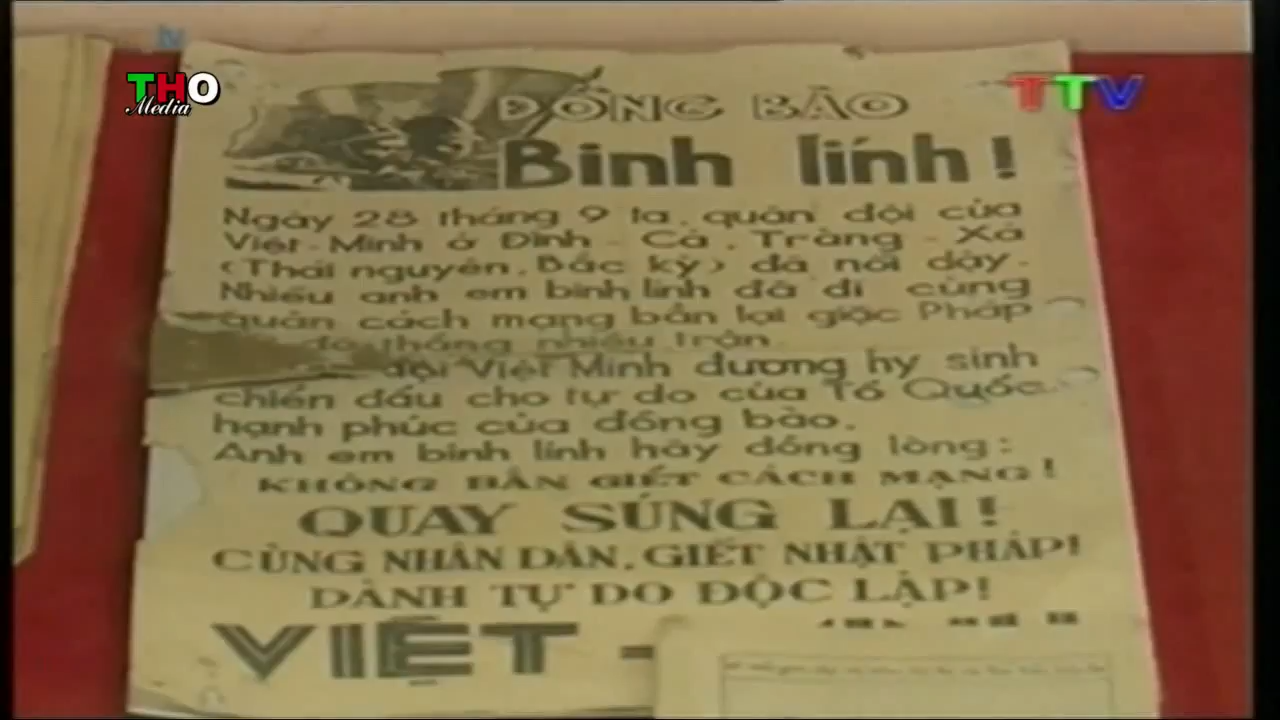 THO
Media
TTV
ĐỒNG BÀO
Binh lính!
Ngày 28 tháng 9 ta, quân đội của
Việt-Minh ở Đình-Cả, Tràng-Xá
(Thái nguyên, Bắc kỳ) đã nổi dậy.
Nhiều anh em binh lính đã đi cùng
quân cách mạng bắn lại giặc Pháp
thắng nhiều trận.
đội Việt Minh đương hy sinh
chiến đấu cho tự do của Tổ Quốc
hạnh phúc của đồng bào.
Anh em binh lính hãy đồng lòng:
KHÔNG BẮN GIẾT CÁCH MẠNG!
QUAY SÚNG LẠI!
CÙNG NHÂN DÂN, GIẾT NHẬT PHÁP!
DÀNH TỰ DO ĐỘC LẬP!
VIỆT -